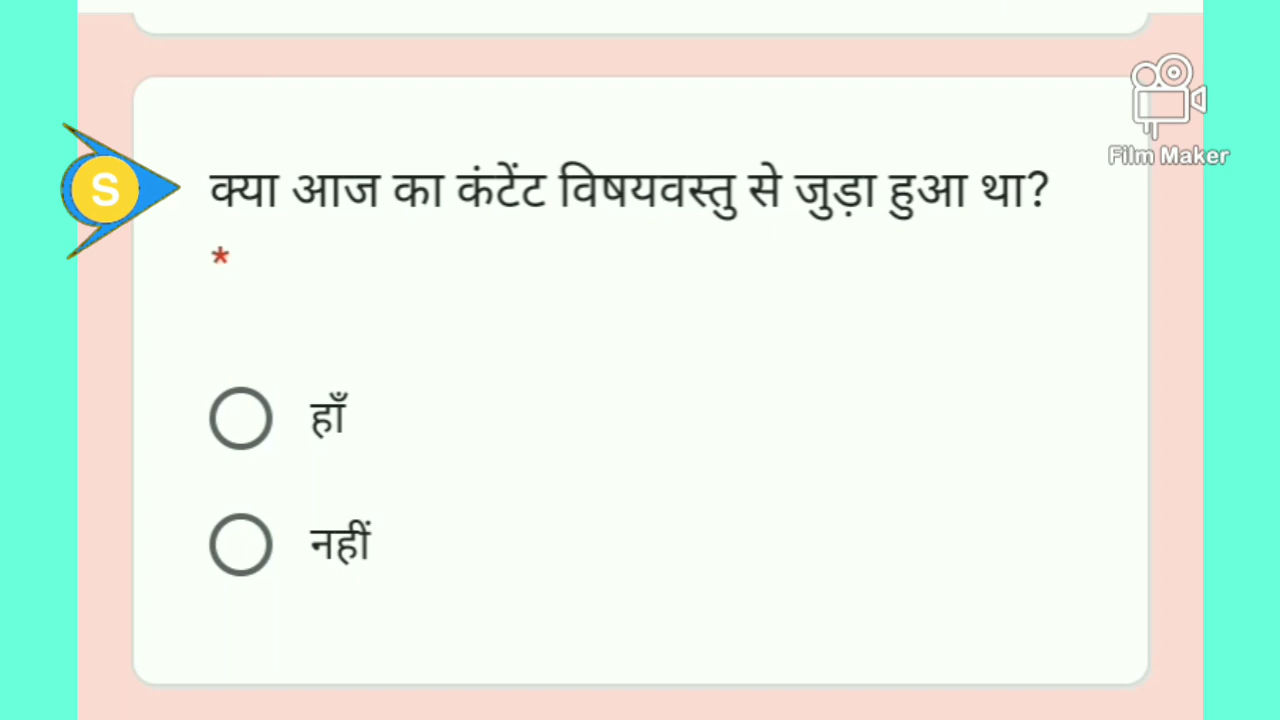 Film Maker
S
क्या आज का कंटेंट विषयवस्तु से जुड़ा हुआ था?
*
हाँ
नहीं